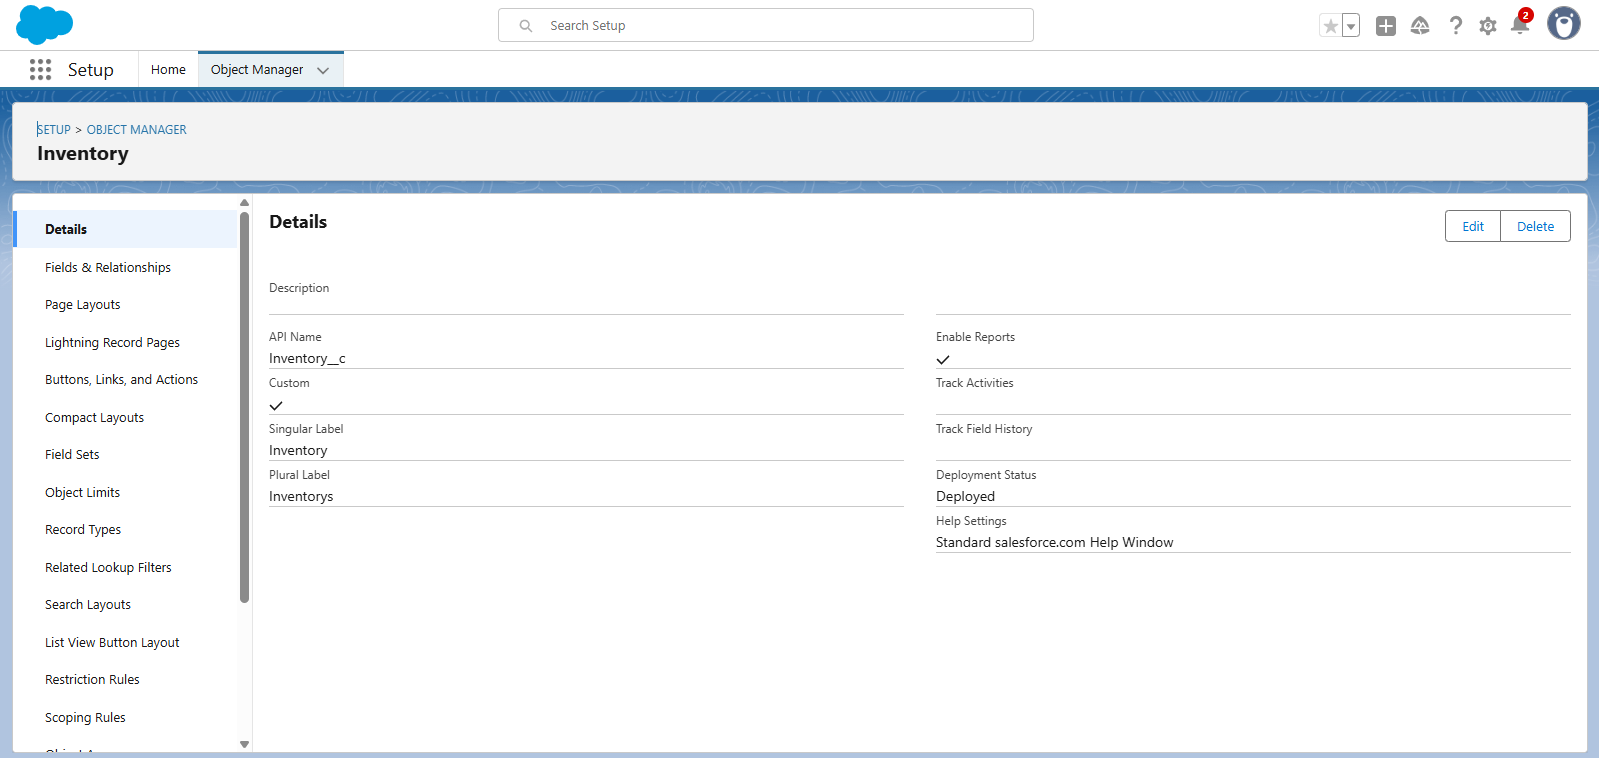 Search Setup
2
Setup
Home
Object Manager
SETUP > OBJECT MANAGER
Inventory
Details
Fields & Relationships
Page Layouts
Lightning Record Pages
Buttons, Links, and Actions
Compact Layouts
Field Sets
Object Limits
Record Types
Related Lookup Filters
Search Layouts
List View Button Layout
Restriction Rules
Scoping Rules
Details
Edit
Delete
Description
API Name
Inventory__c
Custom
Singular Label
Inventory
Plural Label
Inventorys
Enable Reports
Track Activities
Track Field History
Deployment Status
Deployed
Help Settings
Standard salesforce.com Help Window